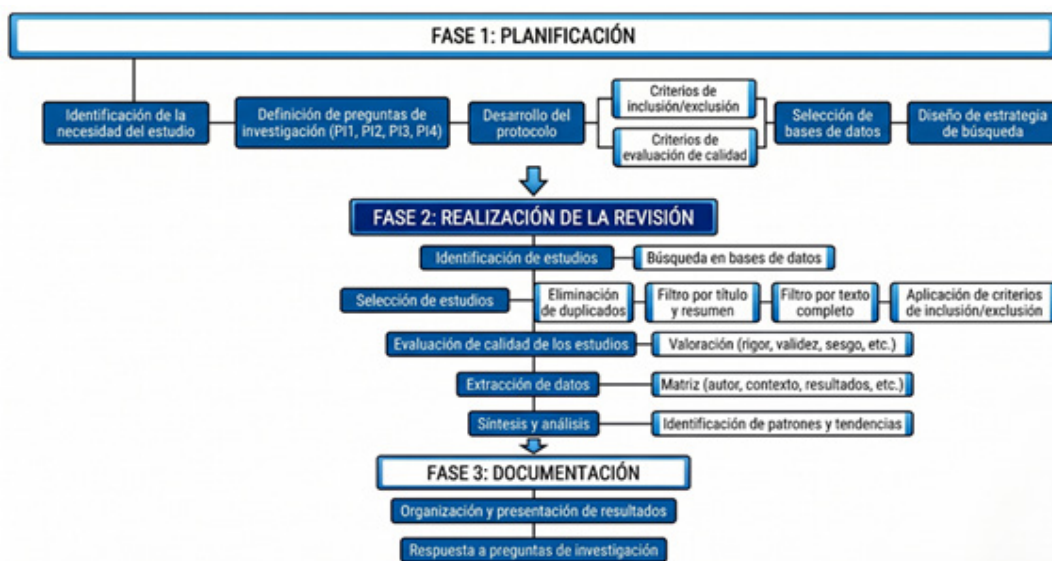 FASE 1: PLANIFICACIÓN
Identificación de la
necesidad del estudio
Definición de preguntas de
investigación (PI1, PI2, PI3, PI4)
Desarrollo del
protocolo
Criterios de
inclusión/exclusión
Criterios de
evaluación de calidad
Selección de
bases de datos
Diseño de estrategia
de búsqueda
FASE 2: REALIZACIÓN DE LA REVISIÓN
Identificación de estudios
Búsqueda en bases de datos
Selección de estudios
Eliminación
de duplicados
Filtro por título
y resumen
Filtro por texto
completo
Aplicación de criterios
de inclusión/exclusión
Evaluación de calidad de los estudios
Valoración (rigor, validez, sesgo, etc.)
Extracción de datos
Matriz (autor, contexto, resultados, etc.)
Síntesis y análisis
Identificación de patrones y tendencias
FASE 3: DOCUMENTACIÓN
Organización y presentación de resultados
Respuesta a preguntas de investigación